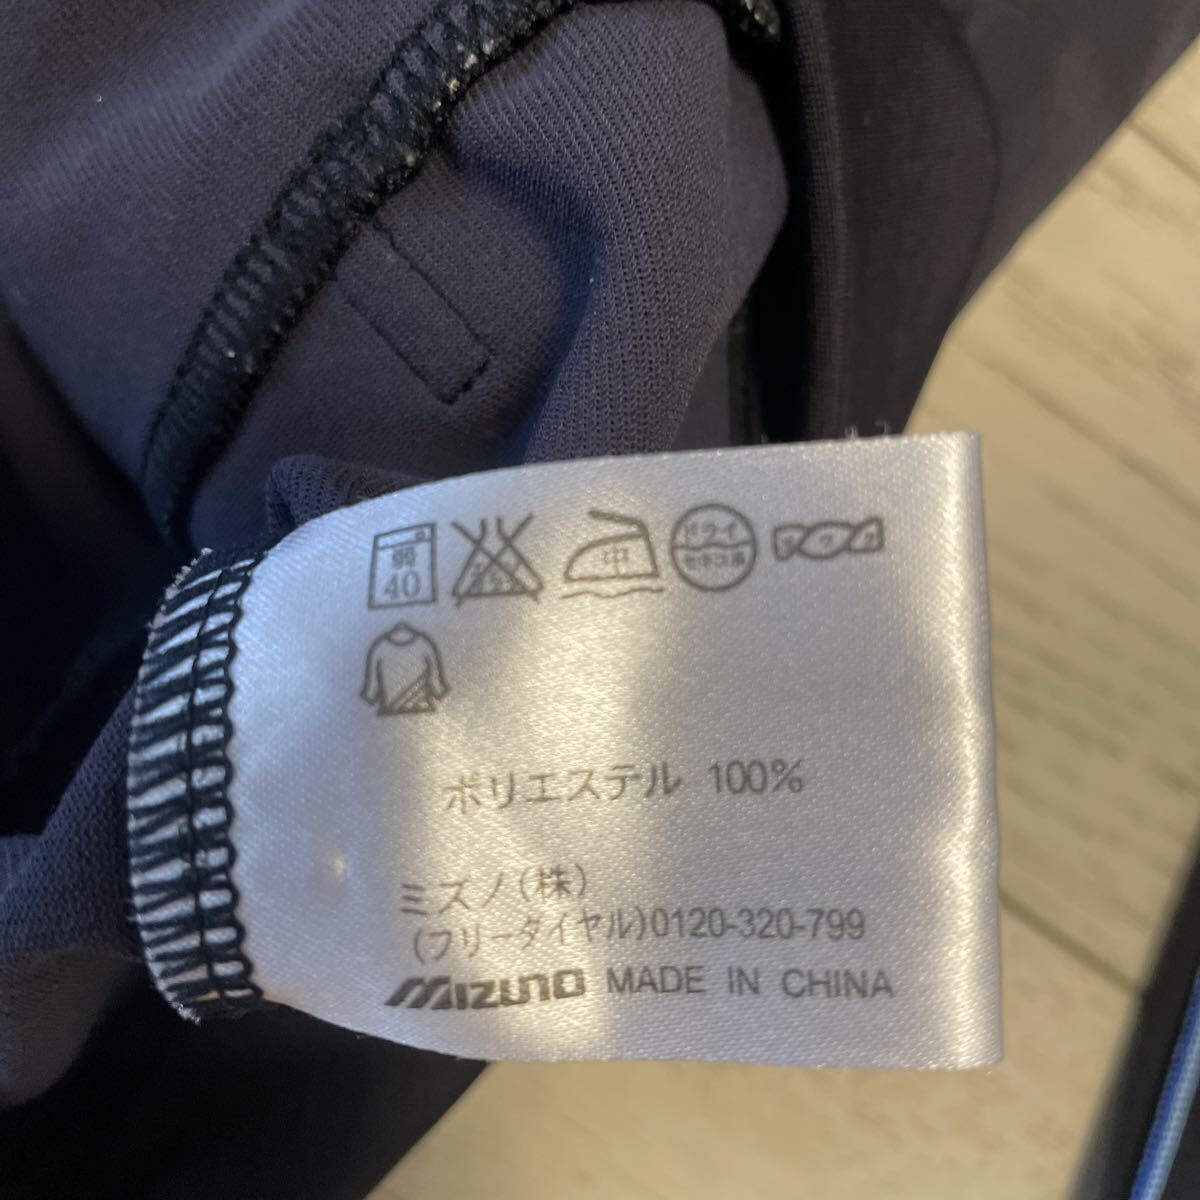 弱 中 ドライ
40 セキユ系
ポリエステル 100%
ミズノ(株)
(フリーダイヤル)0120-320-799
MIZUNO MADE IN CHINA